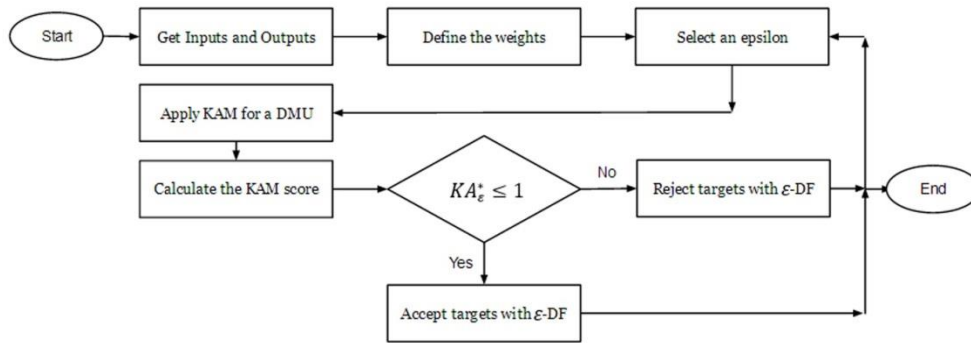 Start
Get Inputs and Outputs
Define the weights
Select an epsilon
Apply KAM for a DMU
Calculate the KAM score
KA*ε ≤ 1
No
Reject targets with ε-DF
End
Yes
Accept targets with ε-DF